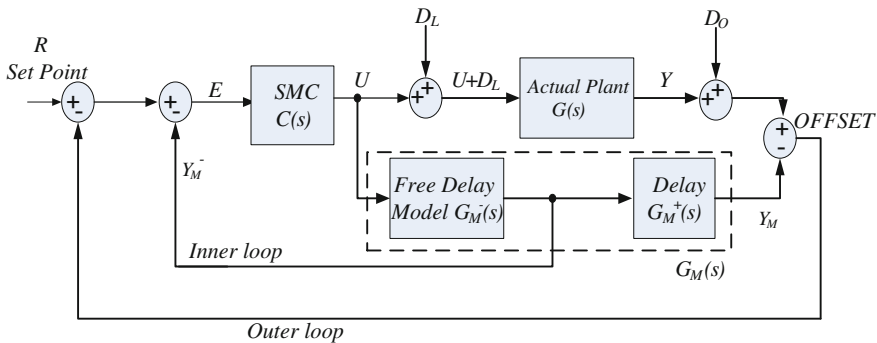 R
Set Point
+
-
+
-
E
SMC
C(s)
U
D_L
+
+
U+D_L
Actual Plant
G(s)
Y
D_O
+
+
+
-
OFFSET
Y_M^-
Free Delay
Model G_M^-(s)
Delay
G_M^+(s)
Y_M
G_M(s)
Inner loop
Outer loop